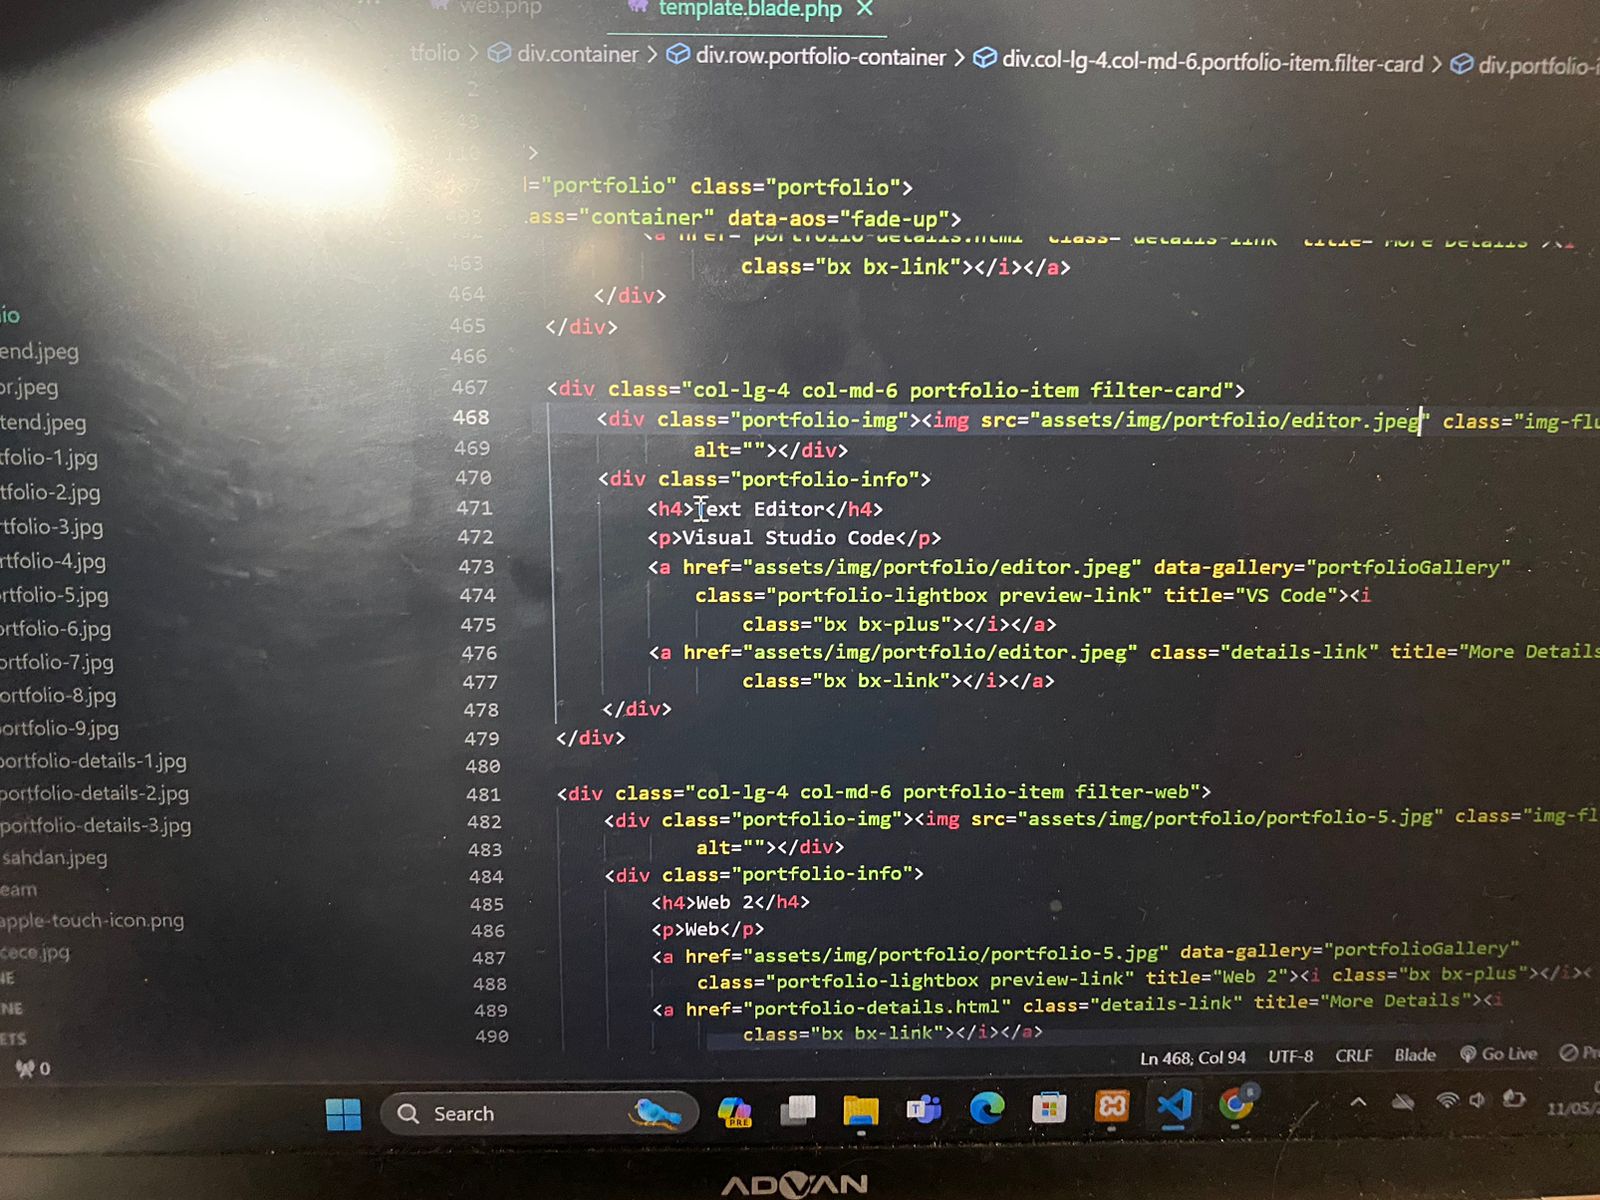 web.php
template.blade.php ×
tfolio > div.container > div.row.portfolio-container > div.col-lg-4.col-md-6.portfolio-item.filter-card > div.portfolio-i
>
="portfolio" class="portfolio">
ass="container" data-aos="fade-up">
463 class="bx bx-link"></i></a>
464 </div>
465 </div>
466
467 <div class="col-lg-4 col-md-6 portfolio-item filter-card">
468 <div class="portfolio-img"><img src="assets/img/portfolio/editor.jpeg" class="img-flu
469 alt=""></div>
470 <div class="portfolio-info">
471 <h4>Text Editor</h4>
472 <p>Visual Studio Code</p>
473 <a href="assets/img/portfolio/editor.jpeg" data-gallery="portfolioGallery"
474 class="portfolio-lightbox preview-link" title="VS Code"><i
475 class="bx bx-plus"></i></a>
476 <a href="assets/img/portfolio/editor.jpeg" class="details-link" title="More Details
477 class="bx bx-link"></i></a>
478 </div>
479 </div>
480
481 <div class="col-lg-4 col-md-6 portfolio-item filter-web">
482 <div class="portfolio-img"><img src="assets/img/portfolio/portfolio-5.jpg" class="img-fl
483 alt=""></div>
484 <div class="portfolio-info">
485 <h4>Web 2</h4>
486 <p>Web</p>
487 <a href="assets/img/portfolio/portfolio-5.jpg" data-gallery="portfolioGallery"
488 class="portfolio-lightbox preview-link" title="Web 2"><i class="bx bx-plus"></i><
489 <a href="portfolio-details.html" class="details-link" title="More Details"><i
490 class="bx bx-link"></i></a>
io
end.jpeg
or.jpeg
tend.jpeg
tfolio-1.jpg
tfolio-2.jpg
rtfolio-3.jpg
rtfolio-4.jpg
ortfolio-5.jpg
ortfolio-6.jpg
ortfolio-7.jpg
ortfolio-8.jpg
portfolio-9.jpg
portfolio-details-1.jpg
portfolio-details-2.jpg
portfolio-details-3.jpg
sahdan.jpeg
eam
apple-touch-icon.png
cece.jpg
NE
ETS
0
Ln 468, Col 94 UTF-8 CRLF Blade Go Live
Search
PRE
11/05/
ADVAN